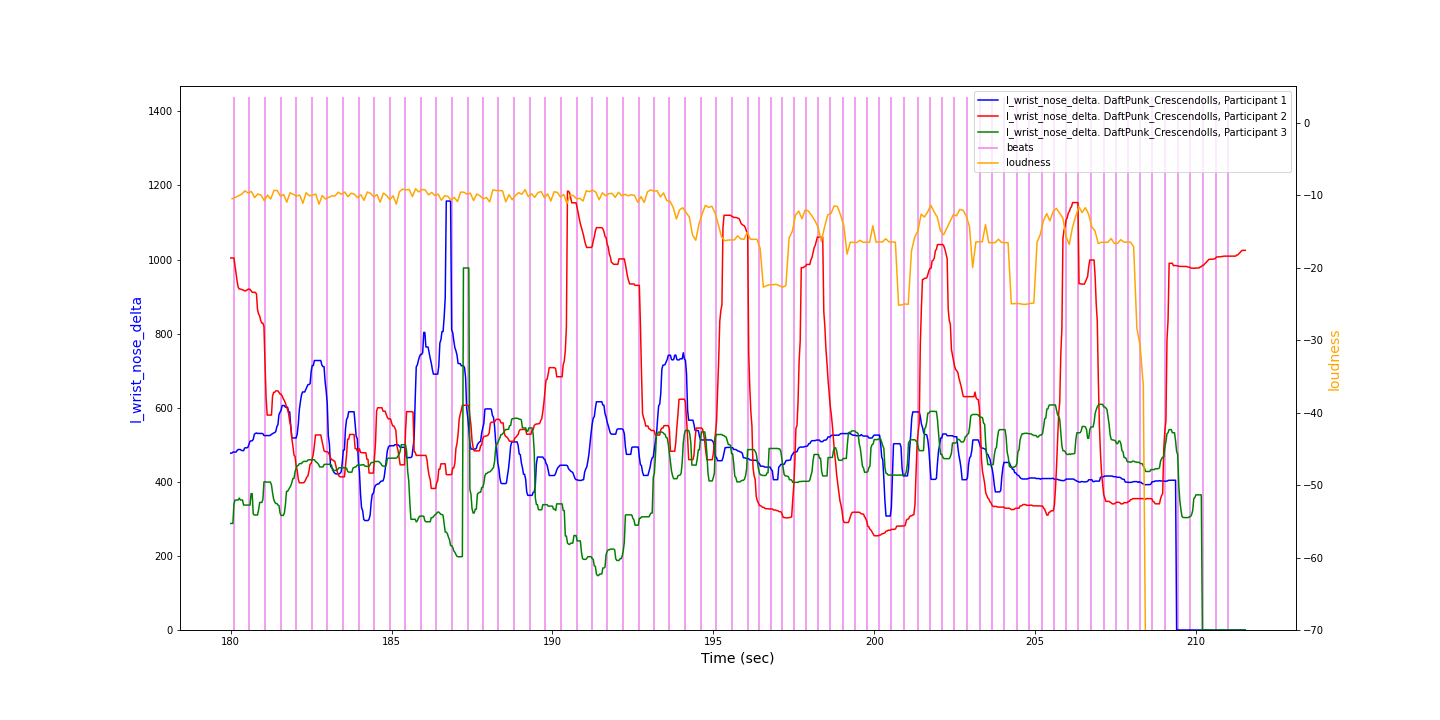 l_wrist_nose_delta. DaftPunk_Crescendolls, Participant 1
l_wrist_nose_delta. DaftPunk_Crescendolls, Participant 2
l_wrist_nose_delta. DaftPunk_Crescendolls, Participant 3
beats
loudness
1400
1200
1000
800
600
400
200
0
l_wrist_nose_delta
0
−10
−20
−30
−40
−50
−60
−70
loudness
180
185
190
195
200
205
210
Time (sec)